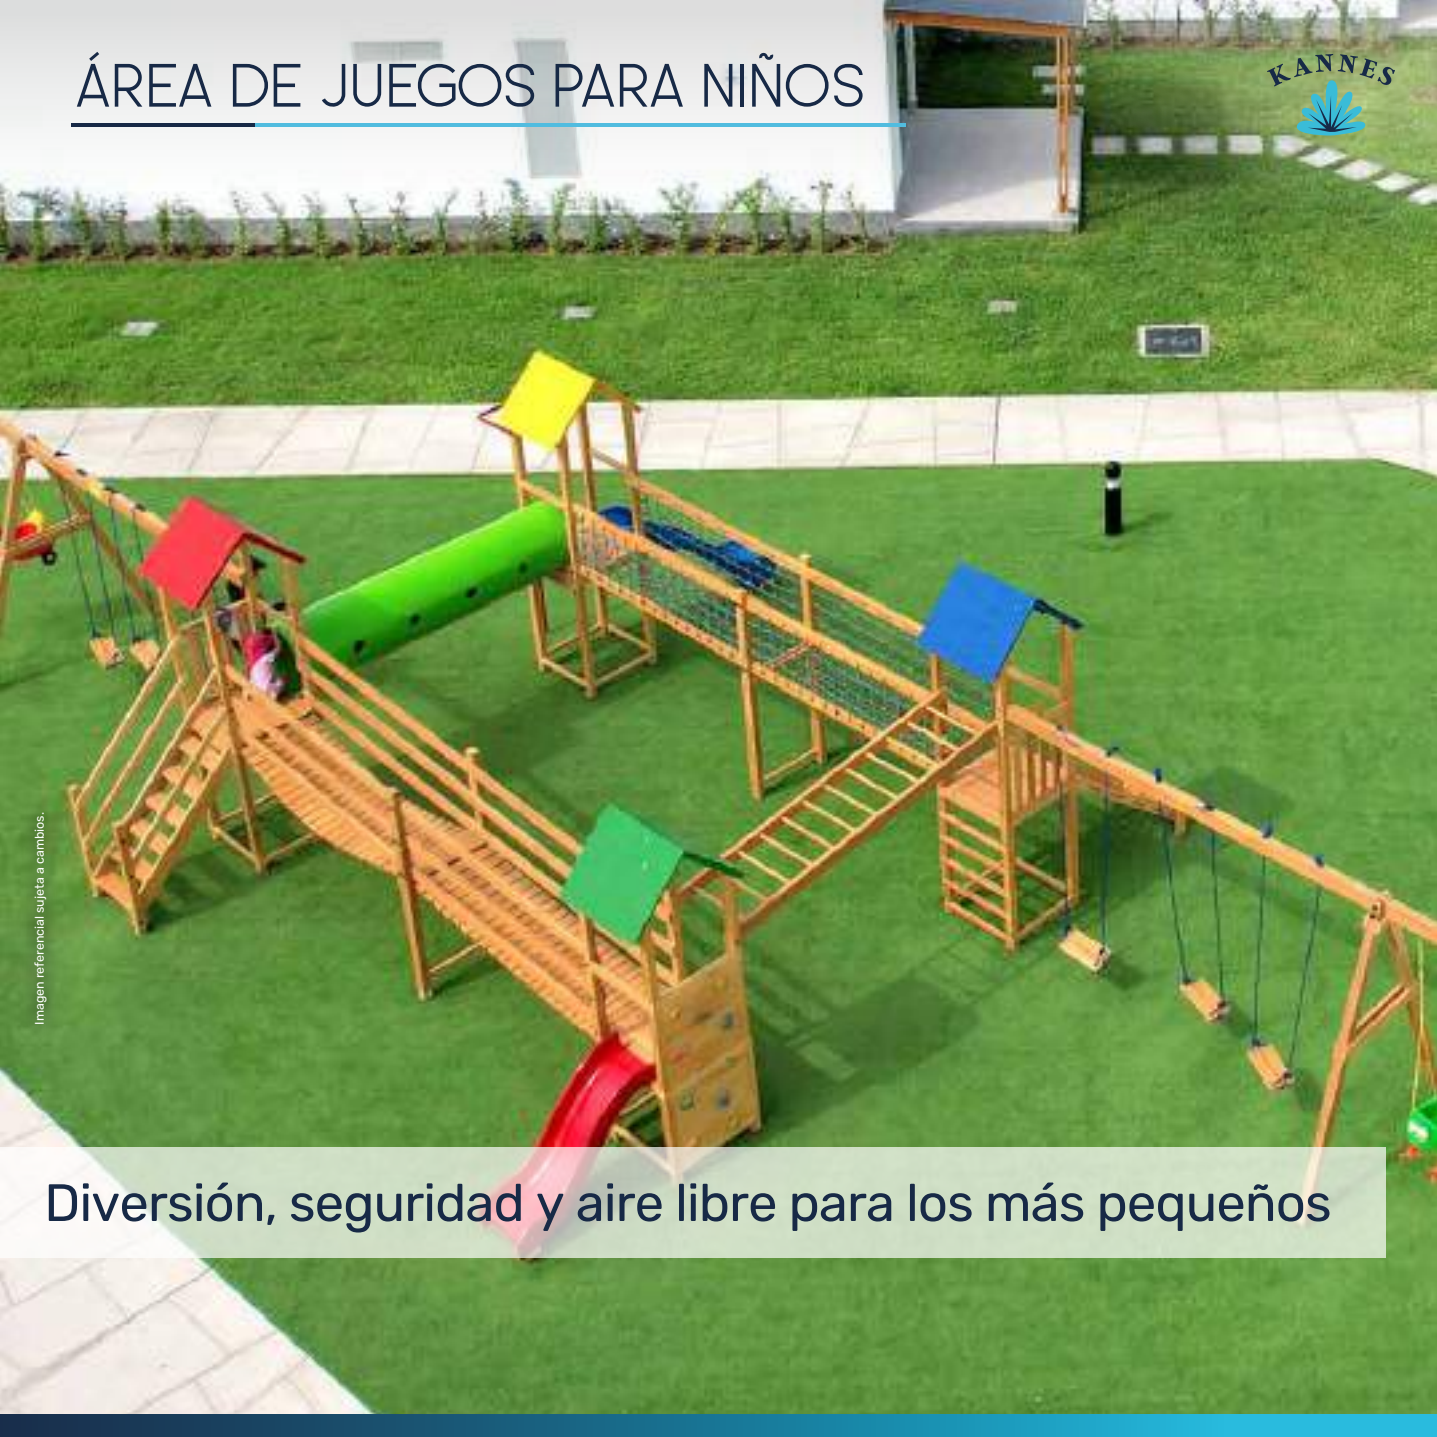 ÁREA DE JUEGOS PARA NIÑOS
KANNES
Imagen referencial sujeta a cambios.
Diversión, seguridad y aire libre para los más pequeños